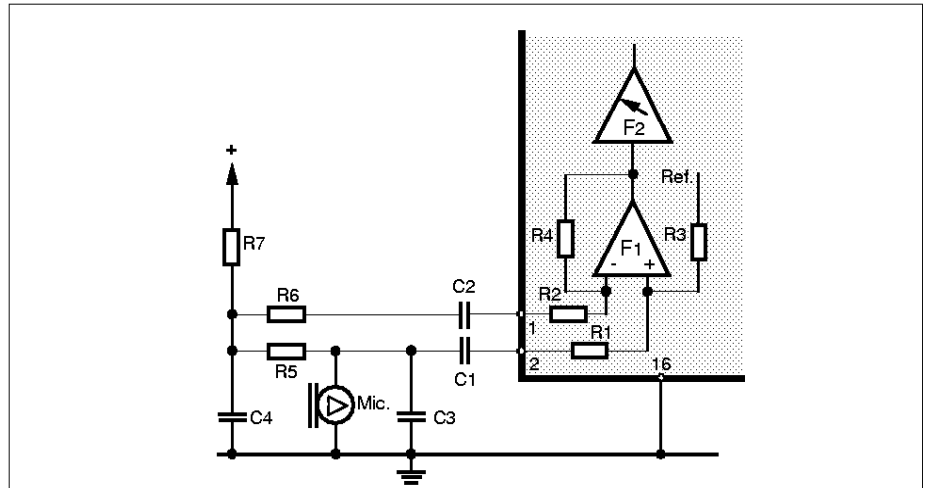 F2
+
Ref.
R7
R4
F1
R3
-
+
R6
C2
R2
1
R1
R5
C1
2
16
C4
Mic.
C3